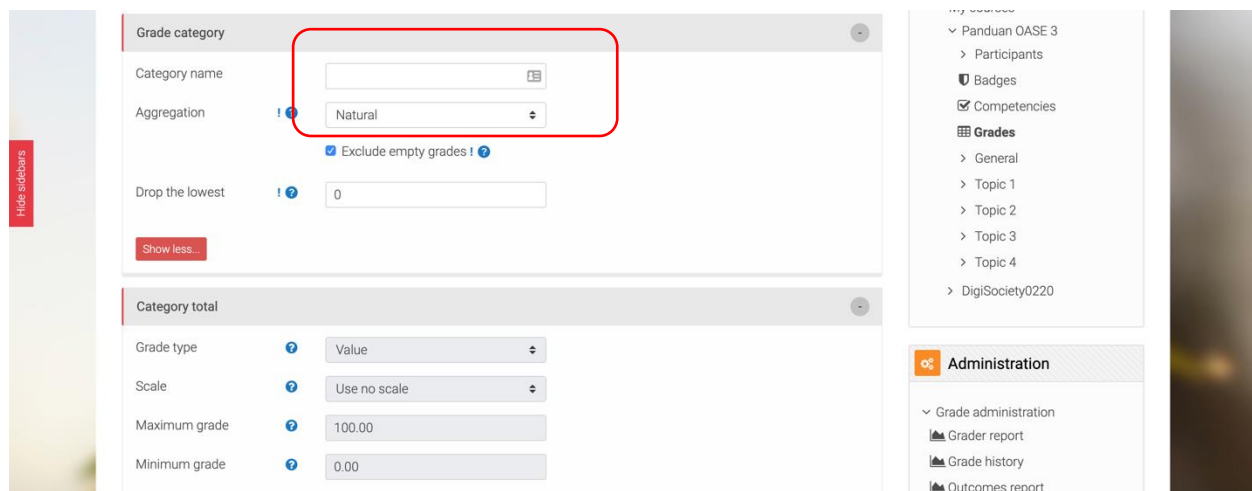 Hide sidebars
Grade category
-
Category name
Aggregation ! ?
Natural
Exclude empty grades ! ?
Drop the lowest ! ?
0
Show less...
Category total
-
Grade type ?
Value
Scale ?
Use no scale
Maximum grade ?
100.00
Minimum grade ?
0.00
My courses
Panduan OASE 3
Participants
Badges
Competencies
Grades
General
Topic 1
Topic 2
Topic 3
Topic 4
DigiSociety0220
Administration
Grade administration
Grader report
Grade history
Outcomes report